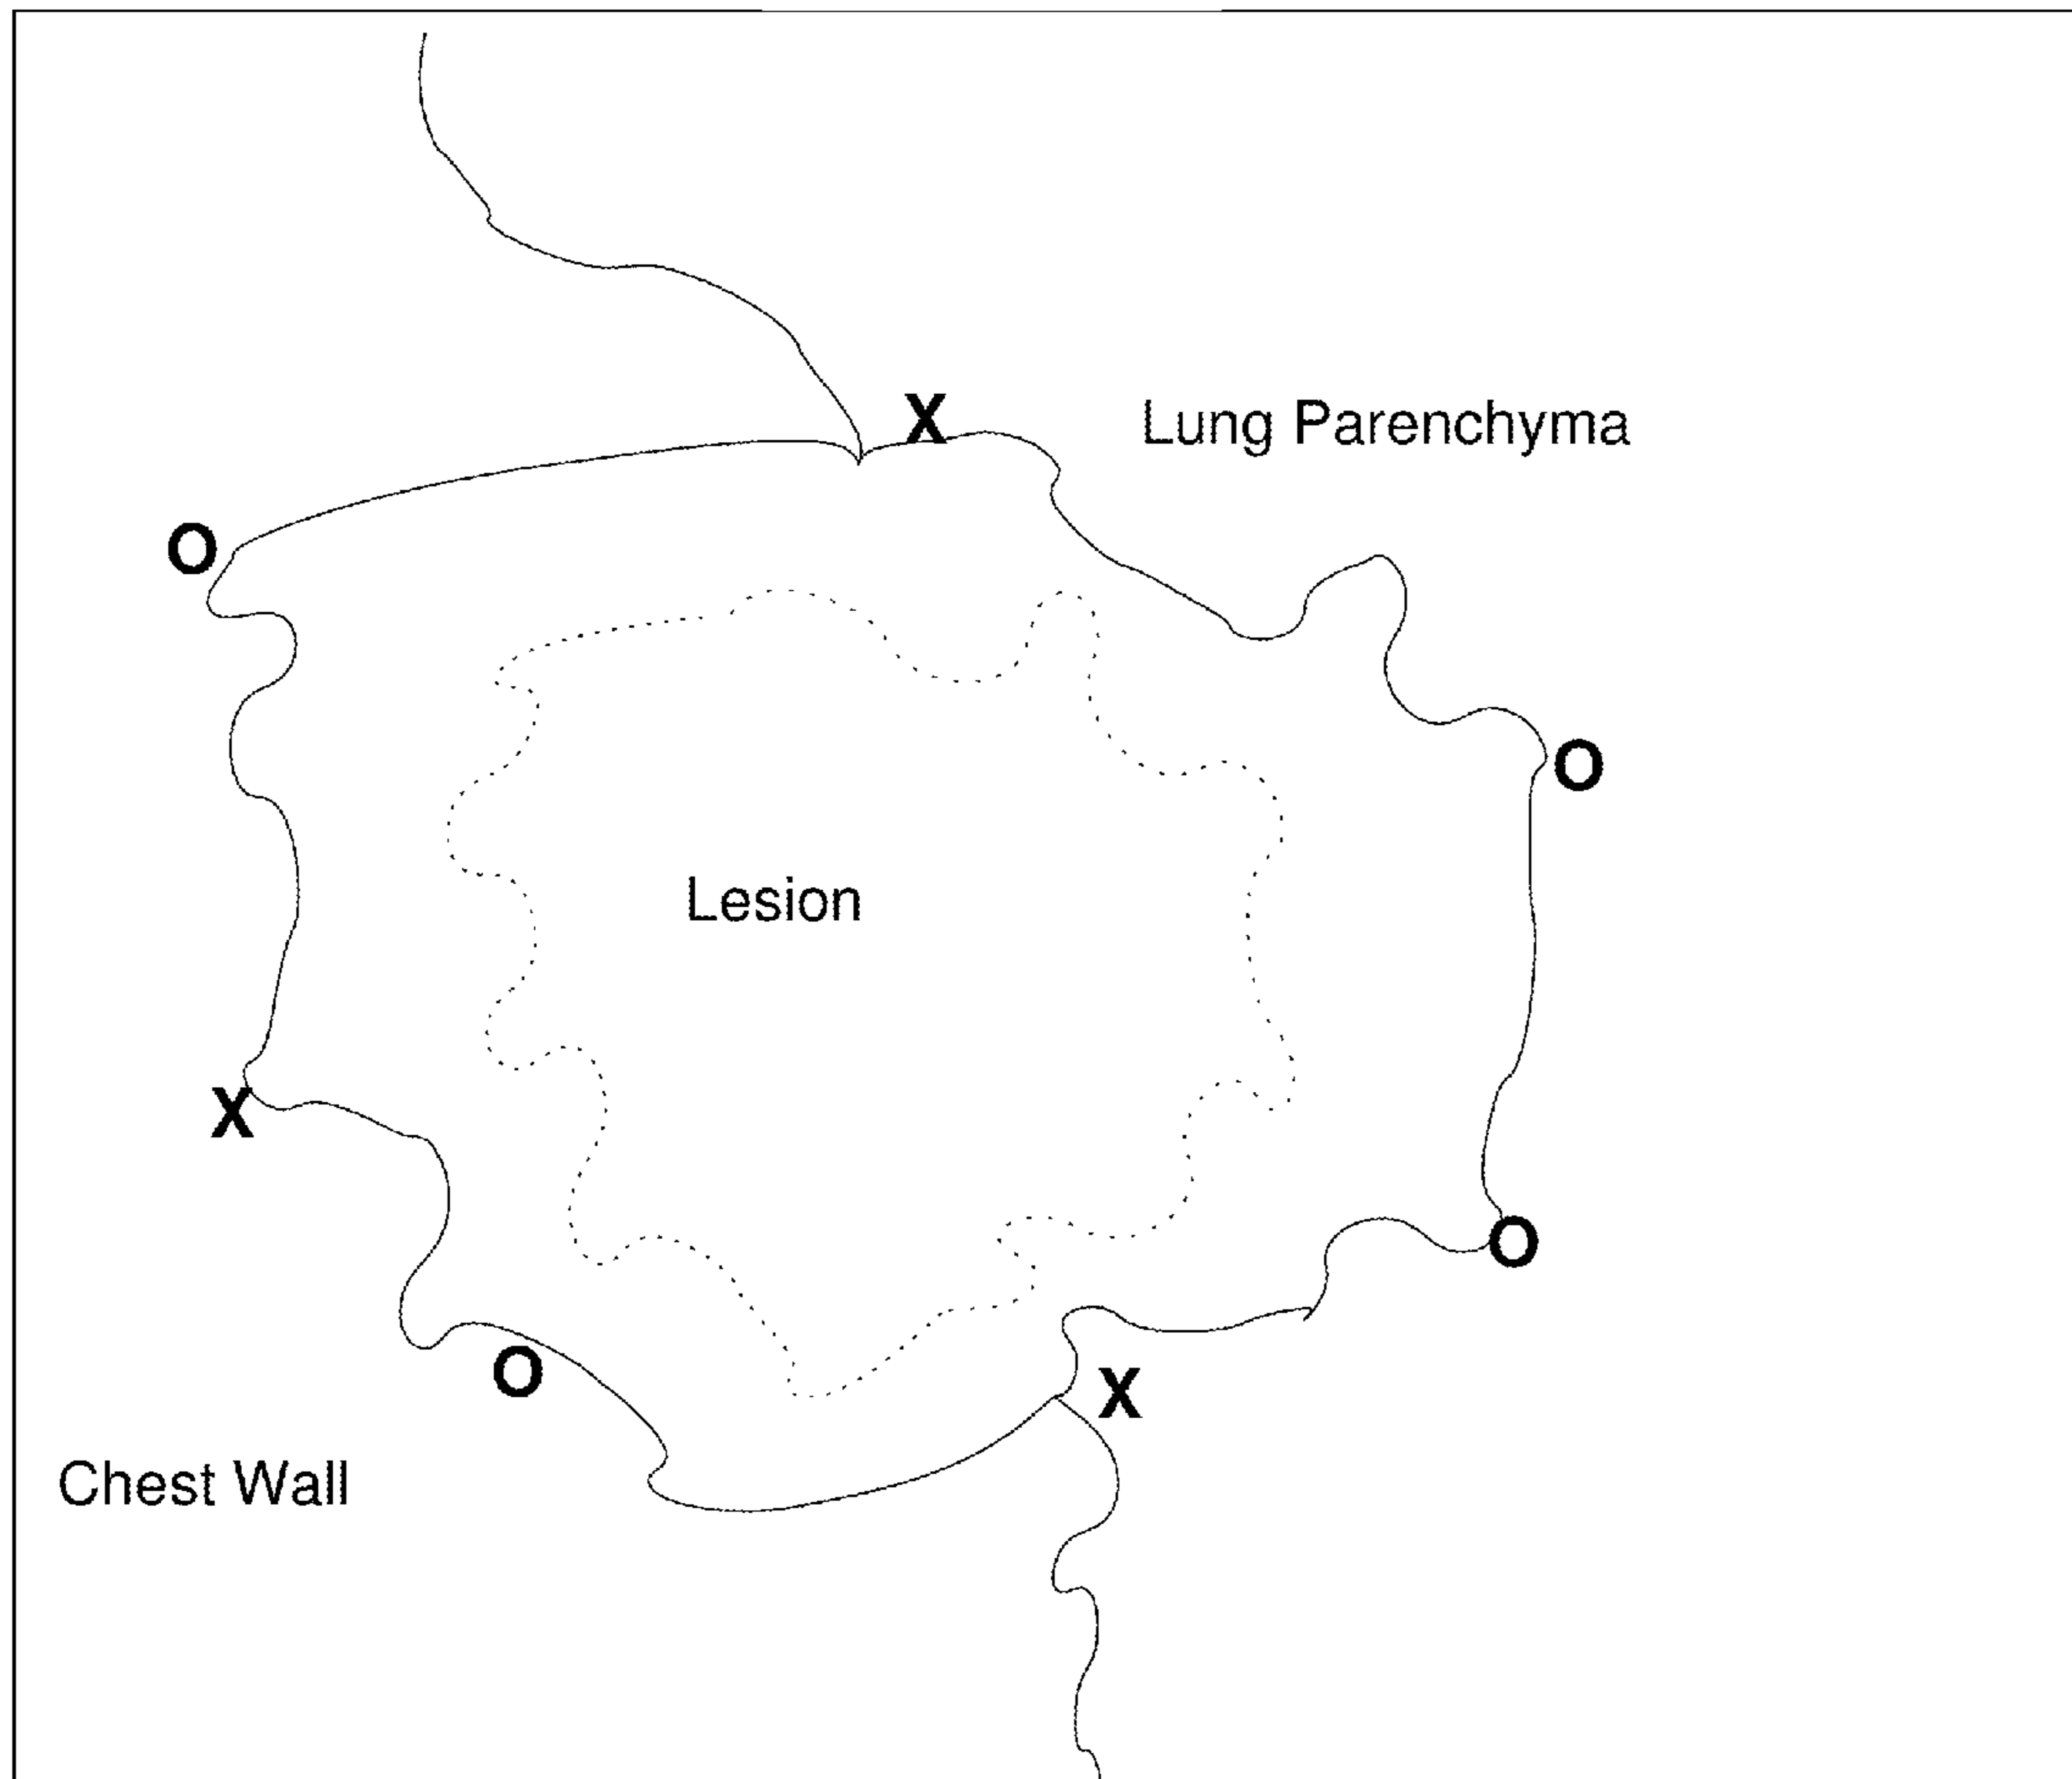 X
Lung Parenchyma
O
O
Lesion
X
O
O
X
Chest Wall